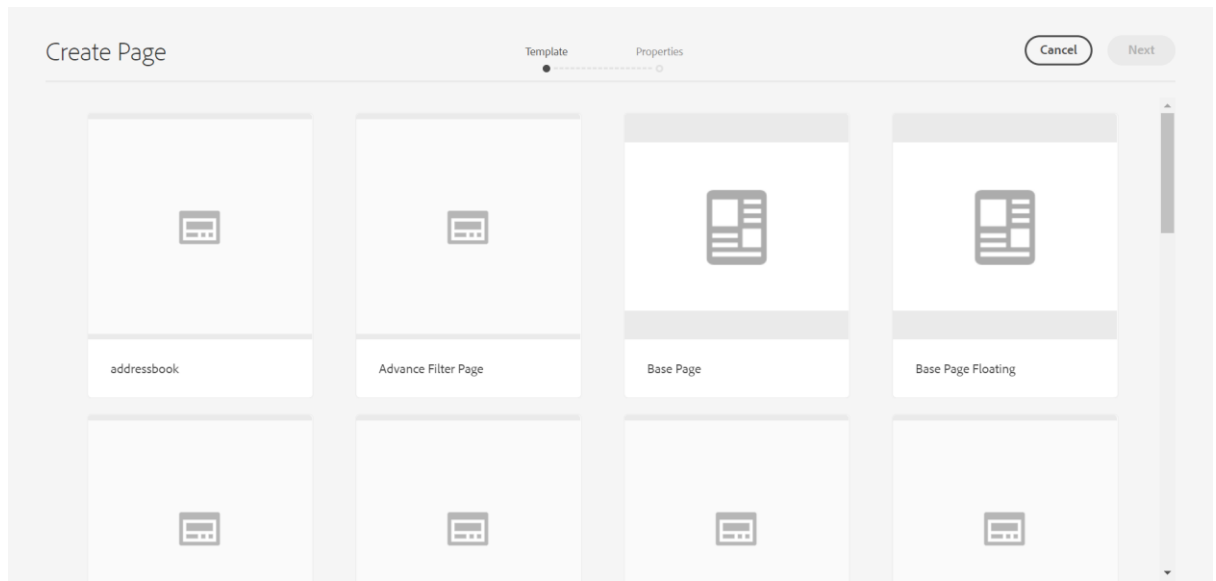 Create Page
Template
Properties
Cancel
Next
addressbook
Advance Filter Page
Base Page
Base Page Floating